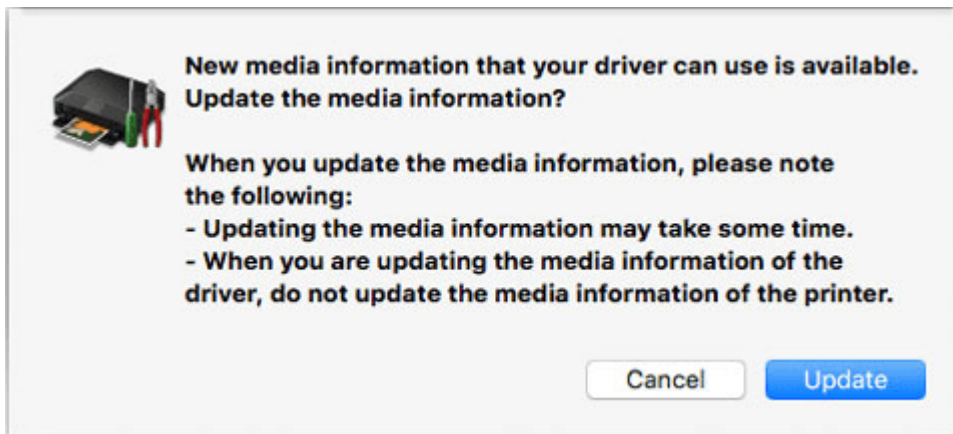 New media information that your driver can use is available.
Update the media information?
When you update the media information, please note
the following:
- Updating the media information may take some time.
- When you are updating the media information of the
driver, do not update the media information of the printer.
Cancel
Update